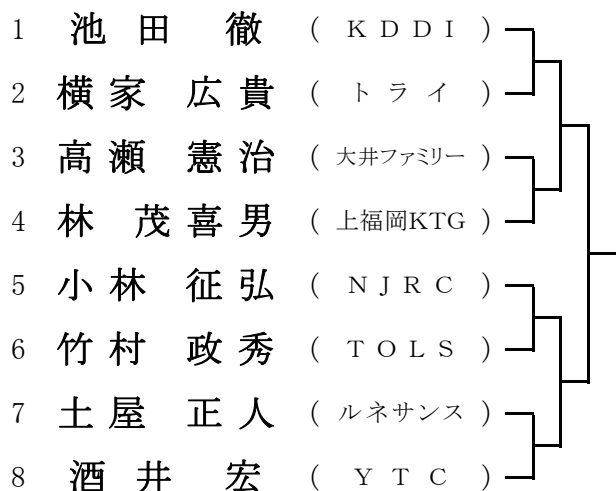 1 池田 徹 ( KDDI )
2 横家 広貴 ( トライ )
3 高瀬 憲治 ( 大井ファミリー )
4 林 茂喜男 ( 上福岡KTG )
5 小林 征弘 ( NJRC )
6 竹村 政秀 ( TOLS )
7 土屋 正人 ( ルネサンス )
8 酒井 宏 ( YTC )